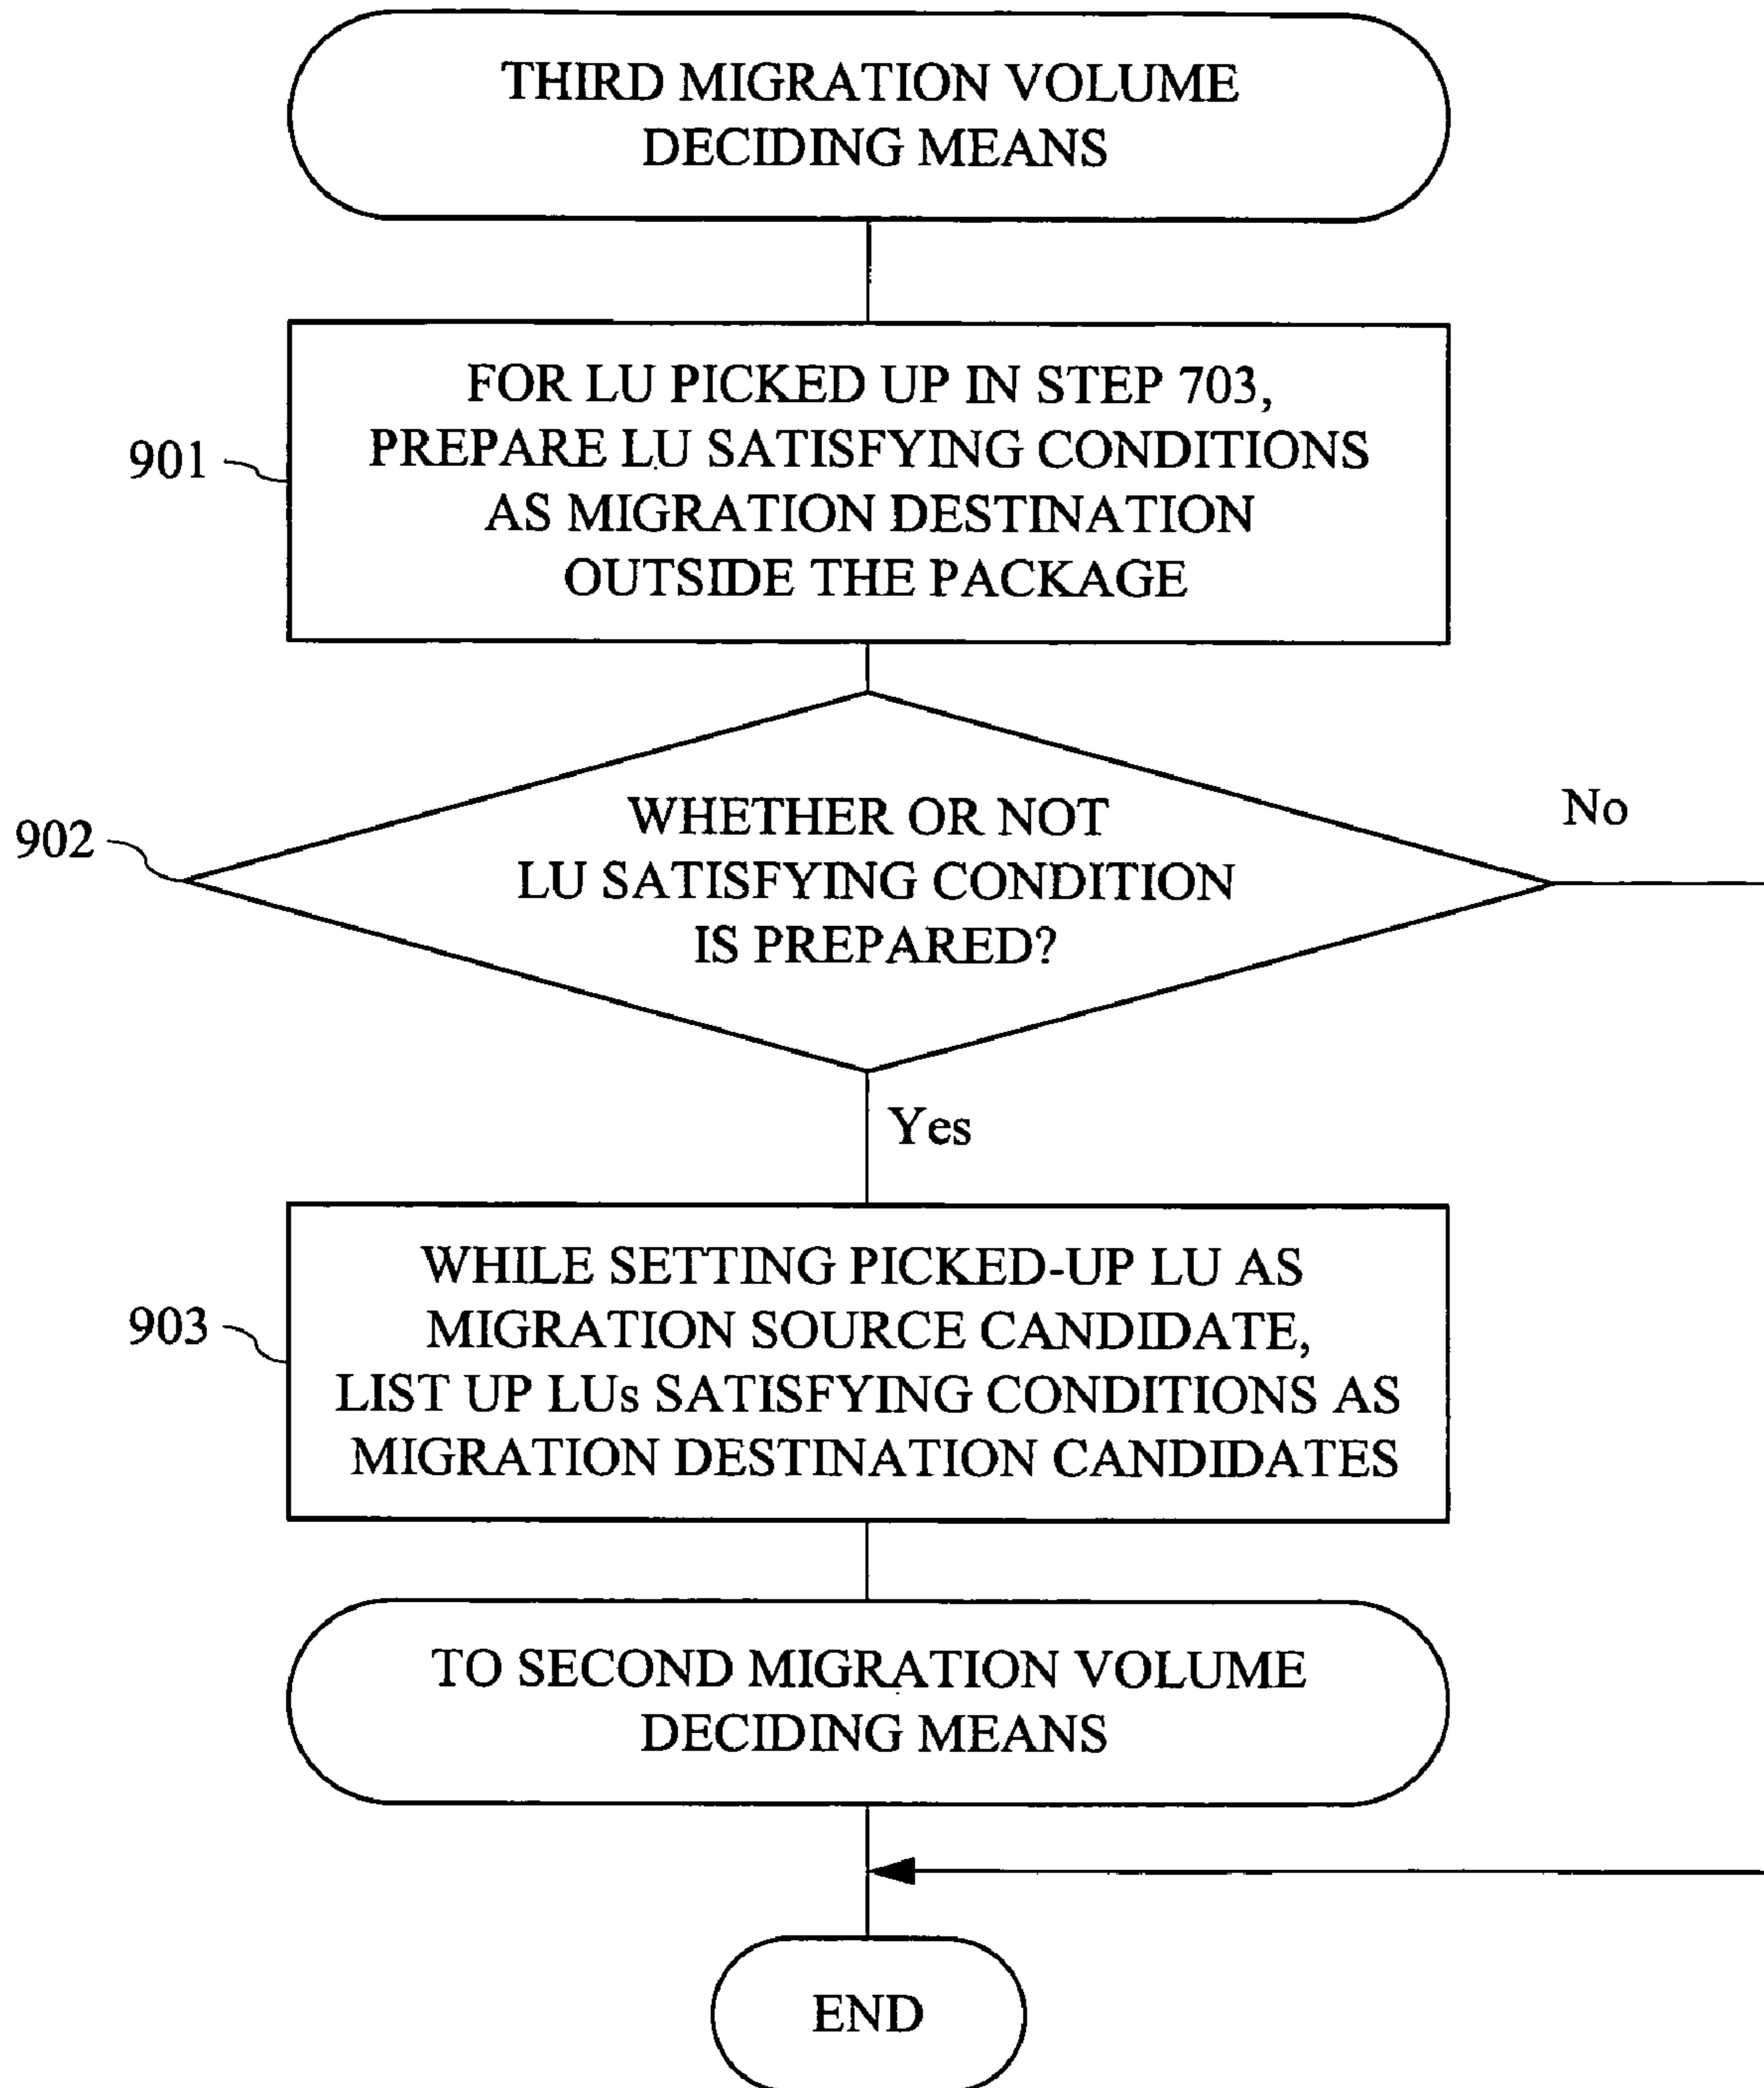 THIRD MIGRATION VOLUME
DECIDING MEANS
901
FOR LU PICKED UP IN STEP 703,
PREPARE LU SATISFYING CONDITIONS
AS MIGRATION DESTINATION
OUTSIDE THE PACKAGE
902
WHETHER OR NOT
LU SATISFYING CONDITION
IS PREPARED?
No
Yes
903
WHILE SETTING PICKED-UP LU AS
MIGRATION SOURCE CANDIDATE,
LIST UP LUs SATISFYING CONDITIONS AS
MIGRATION DESTINATION CANDIDATES
TO SECOND MIGRATION VOLUME
DECIDING MEANS
END